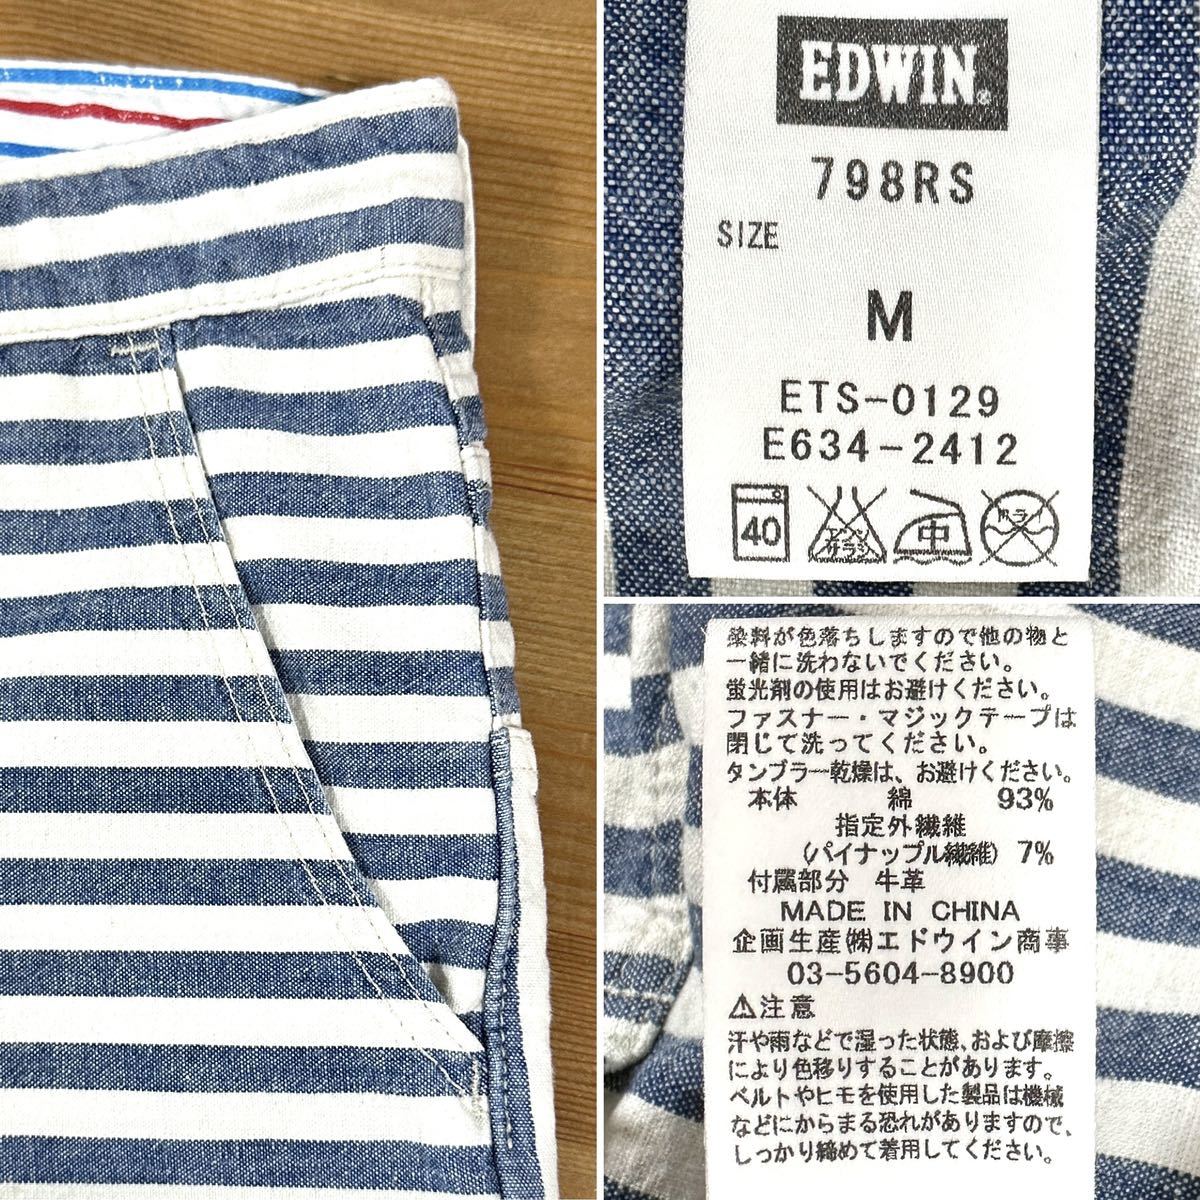 EDWIN®
798RS
SIZE
M
ETS-0129
E634-2412
40 エンソ サラシ 中 ドライ
染料が色落ちしますので他の物と
一緒に洗わないでください。
蛍光剤の使用はお避けください。
ファスナー・マジックテープは
閉じて洗ってください。
タンブラー乾燥は、お避けください。
本体 綿 93%
指定外繊維
(パイナップル繊維) 7%
付属部分 牛革
MADE IN CHINA
企画生産㈱エドウイン商事
03-5604-8900
⚠注意
汗や雨などで湿った状態、および摩擦
により色移りすることがあります。
ベルトやヒモを使用した製品は機械
などにからまる恐れがありますので、
しっかり締めて着用してください。